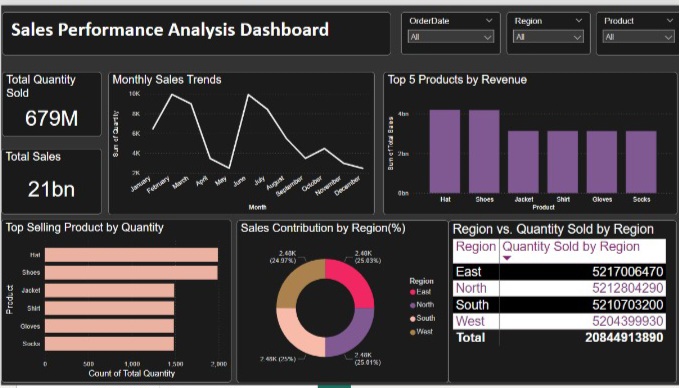 Sales Performance Analysis Dashboard
OrderDate
All
Region
All
Product
All
Total Quantity
Sold
679M
Total Sales
21bn
Monthly Sales Trends
Sum of Quantity
10K
8K
6K
4K
2K
January
February
March
April
May
June
July
August
September
October
November
December
Month
Top 5 Products by Revenue
Sum of Total Sales
4bn
2bn
0bn
Hat
Shoes
Jacket
Shirt
Gloves
Socks
Product
Top Selling Product by Quantity
Product
Hat
Shoes
Jacket
Shirt
Gloves
Socks
0
500
1,000
1,500
2,000
Count of Total Quantity
Sales Contribution by Region(%)
2.48K
(24.97%)
2.48K
(25.03%)
2.48K (25%)
2.48K
(25.01%)
Region
East
North
South
West
Region vs. Quantity Sold by Region
Region Quantity Sold by Region
East 5217006470
North 5212804290
South 5210703200
West 5204399930
Total 20844913890